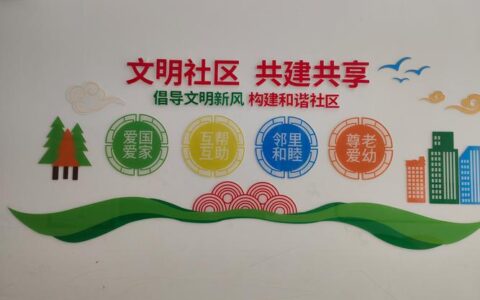 文明社区 共建共享
倡导文明新风 构建和谐社区
爱国
爱家
互帮
互助
邻里
和睦
尊老
爱幼